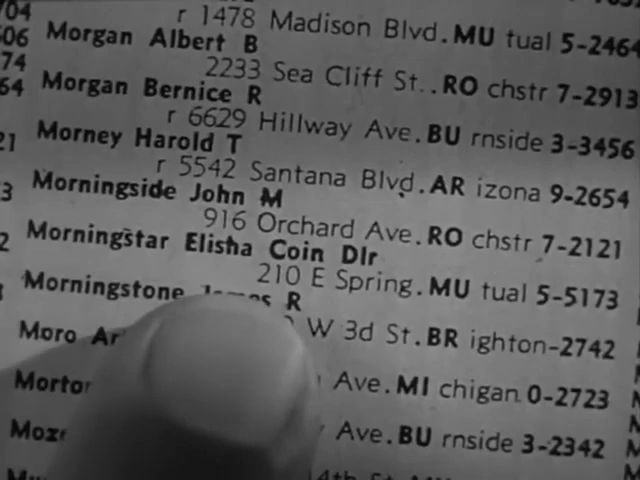 r 1478 Madison Blvd. MU tual 5-2464
Morgan Albert B
2233 Sea Cliff St. . RO chstr 7-2913
Morgan Bernice R
r 6629 Hillway Ave. BU rnside 3-3456
Morney Harold T
r 5542 Santana Blvd. AR izona 9-2654
Morningside John M
916 Orchard Ave. RO chstr 7-2121
Morningstar Elisha Coin Dlr
210 E Spring. MU tual 5-5173
Morningstone James R
W 3d St. BR ighton-2742
Moro
Ave. MI chigan 0-2723
Ave. BU rnside 3-2342